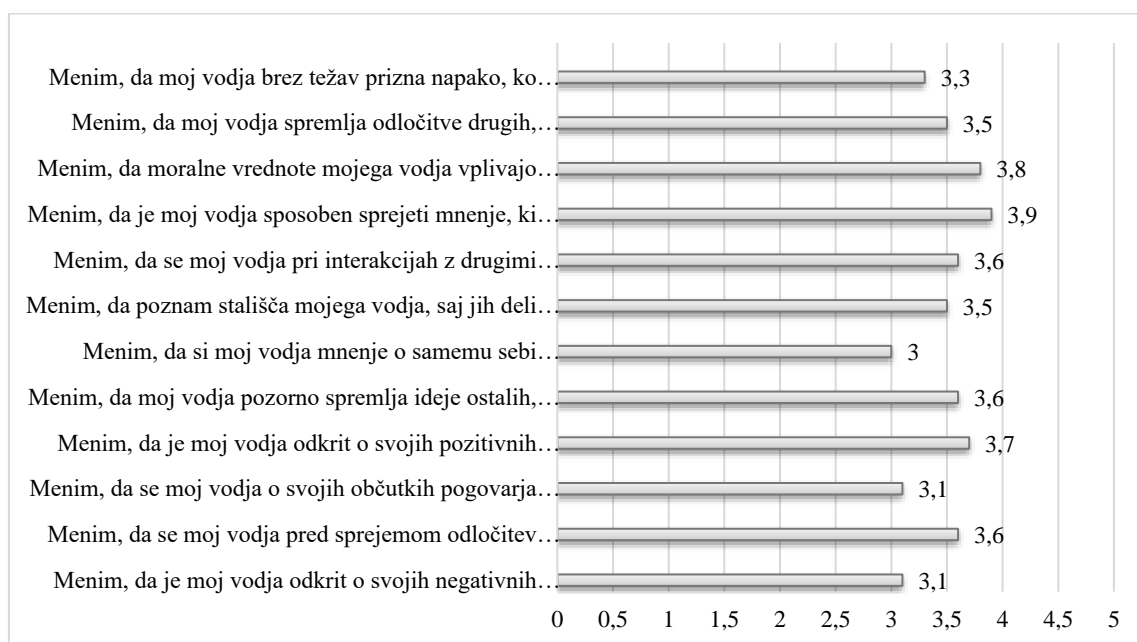 Menim, da moj vodja brez težav prizna napako, ko… 3,3
Menim, da moj vodja spremlja odločitve drugih,… 3,5
Menim, da moralne vrednote mojega vodja vplivajo… 3,8
Menim, da je moj vodja sposoben sprejeti mnenje, ki… 3,9
Menim, da se moj vodja pri interakcijah z drugimi… 3,6
Menim, da poznam stališča mojega vodja, saj jih deli… 3,5
Menim, da si moj vodja mnenje o samemu sebi… 3
Menim, da moj vodja pozorno spremlja ideje ostalih,… 3,6
Menim, da je moj vodja odkrit o svojih pozitivnih… 3,7
Menim, da se moj vodja o svojih občutkih pogovarja… 3,1
Menim, da se moj vodja pred sprejemom odločitev… 3,6
Menim, da je moj vodja odkrit o svojih negativnih… 3,1
0 0,5 1 1,5 2 2,5 3 3,5 4 4,5 5